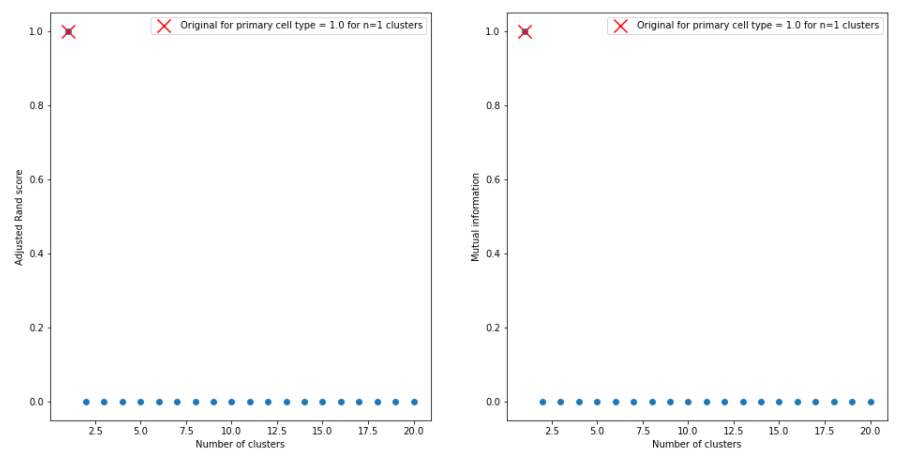 Original for primary cell type = 1.0 for n=1 clusters
1.0
0.8
0.6
0.4
0.2
0.0
Adjusted Rand score
2.5 5.0 7.5 10.0 12.5 15.0 17.5 20.0
Number of clusters
Original for primary cell type = 1.0 for n=1 clusters
1.0
0.8
0.6
0.4
0.2
0.0
Mutual information
2.5 5.0 7.5 10.0 12.5 15.0 17.5 20.0
Number of clusters